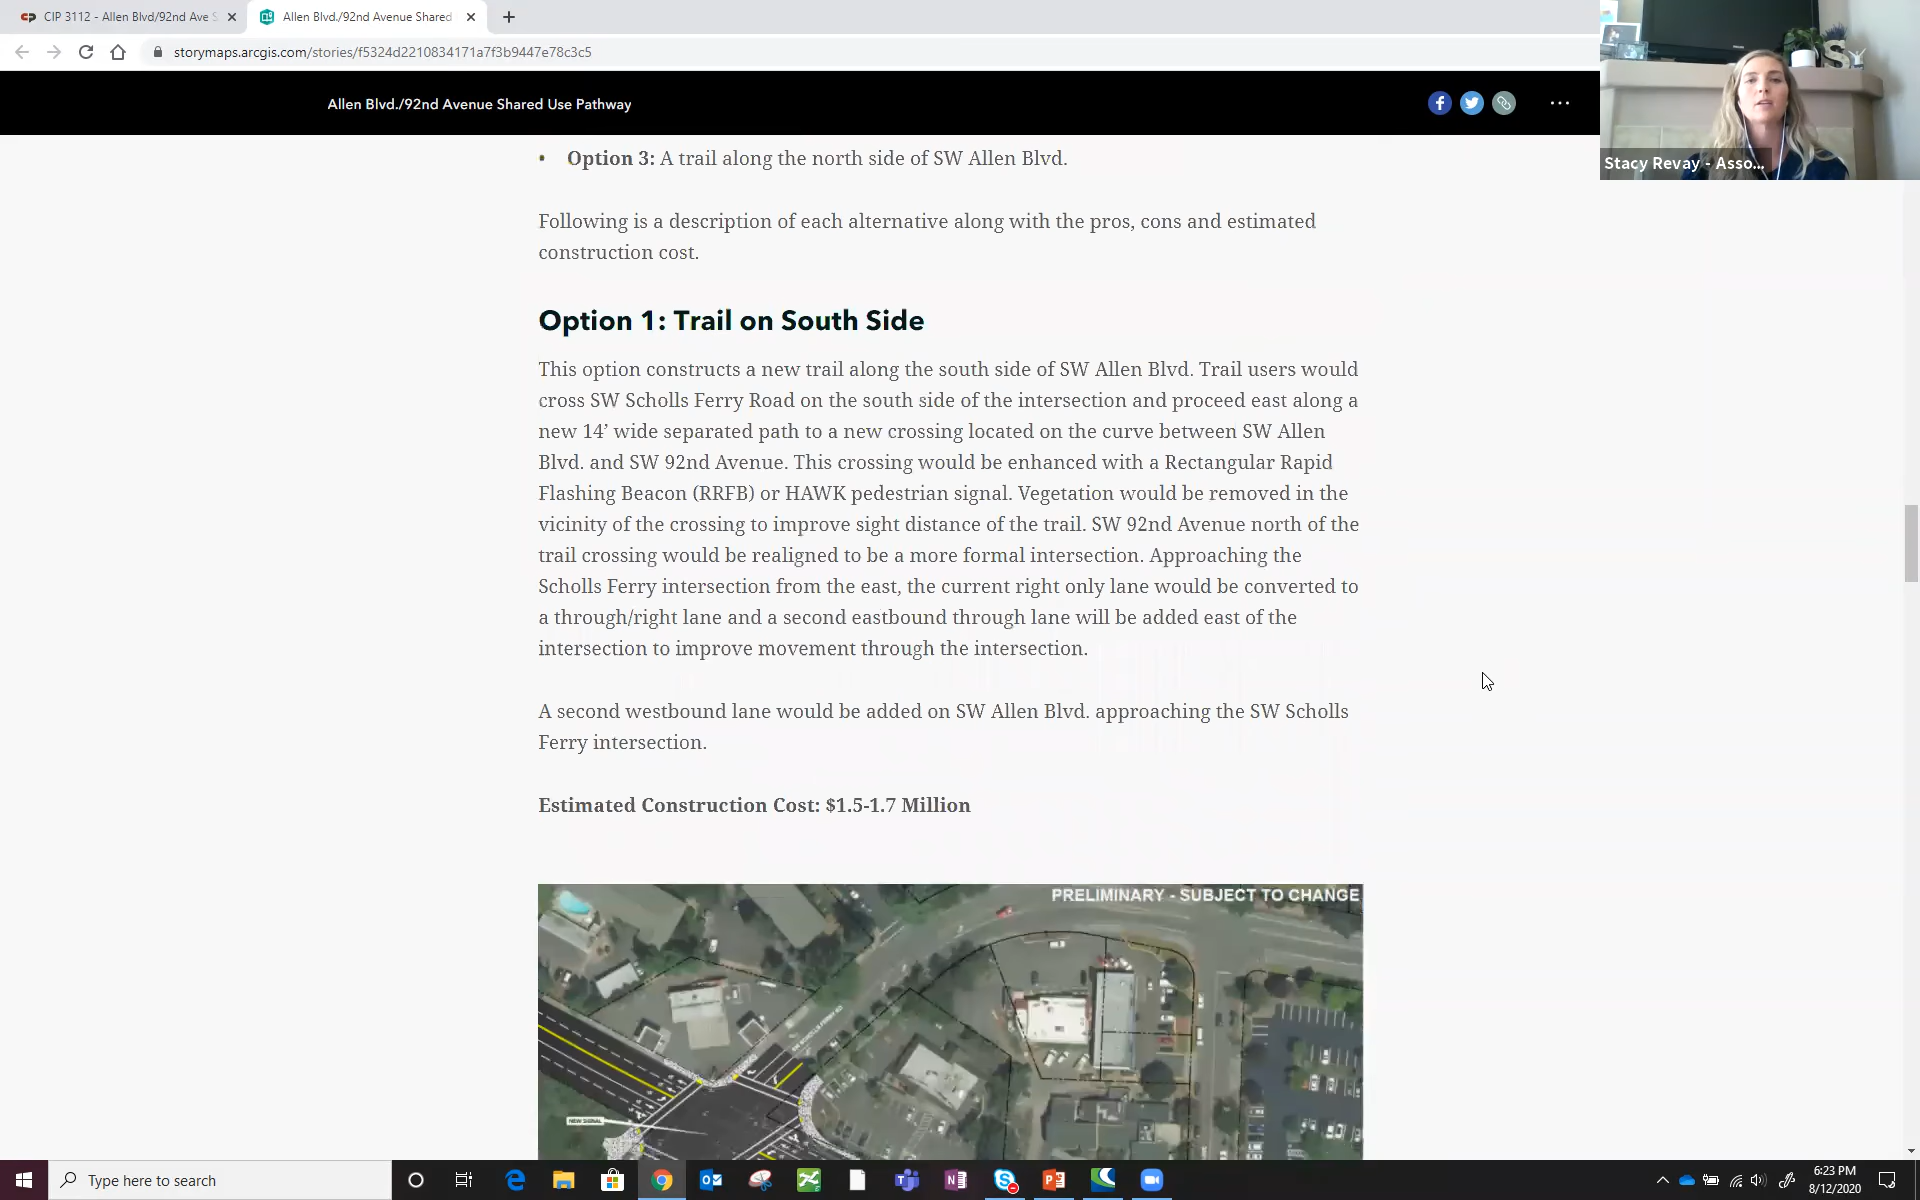 CIP 3112 - Allen Blvd/92nd Ave S
Allen Blvd./92nd Avenue Shared
storymaps.arcgis.com/stories/f5324d2210834171a7f3b9447e78c3c5
Allen Blvd./92nd Avenue Shared Use Pathway
Stacy Revay - Asso...
• Option 3: A trail along the north side of SW Allen Blvd.
Following is a description of each alternative along with the pros, cons and estimated
construction cost.
Option 1: Trail on South Side
This option constructs a new trail along the south side of SW Allen Blvd. Trail users would
cross SW Scholls Ferry Road on the south side of the intersection and proceed east along a
new 14’ wide separated path to a new crossing located on the curve between SW Allen
Blvd. and SW 92nd Avenue. This crossing would be enhanced with a Rectangular Rapid
Flashing Beacon (RRFB) or HAWK pedestrian signal. Vegetation would be removed in the
vicinity of the crossing to improve sight distance of the trail. SW 92nd Avenue north of the
trail crossing would be realigned to be a more formal intersection. Approaching the
Scholls Ferry intersection from the east, the current right only lane would be converted to
a through/right lane and a second eastbound through lane will be added east of the
intersection to improve movement through the intersection.
A second westbound lane would be added on SW Allen Blvd. approaching the SW Scholls
Ferry intersection.
Estimated Construction Cost: $1.5-1.7 Million
PRELIMINARY - SUBJECT TO CHANGE
SW SCHOLLS FERRY RD
NEW SIGNAL
Type here to search
6:23 PM
8/12/2020